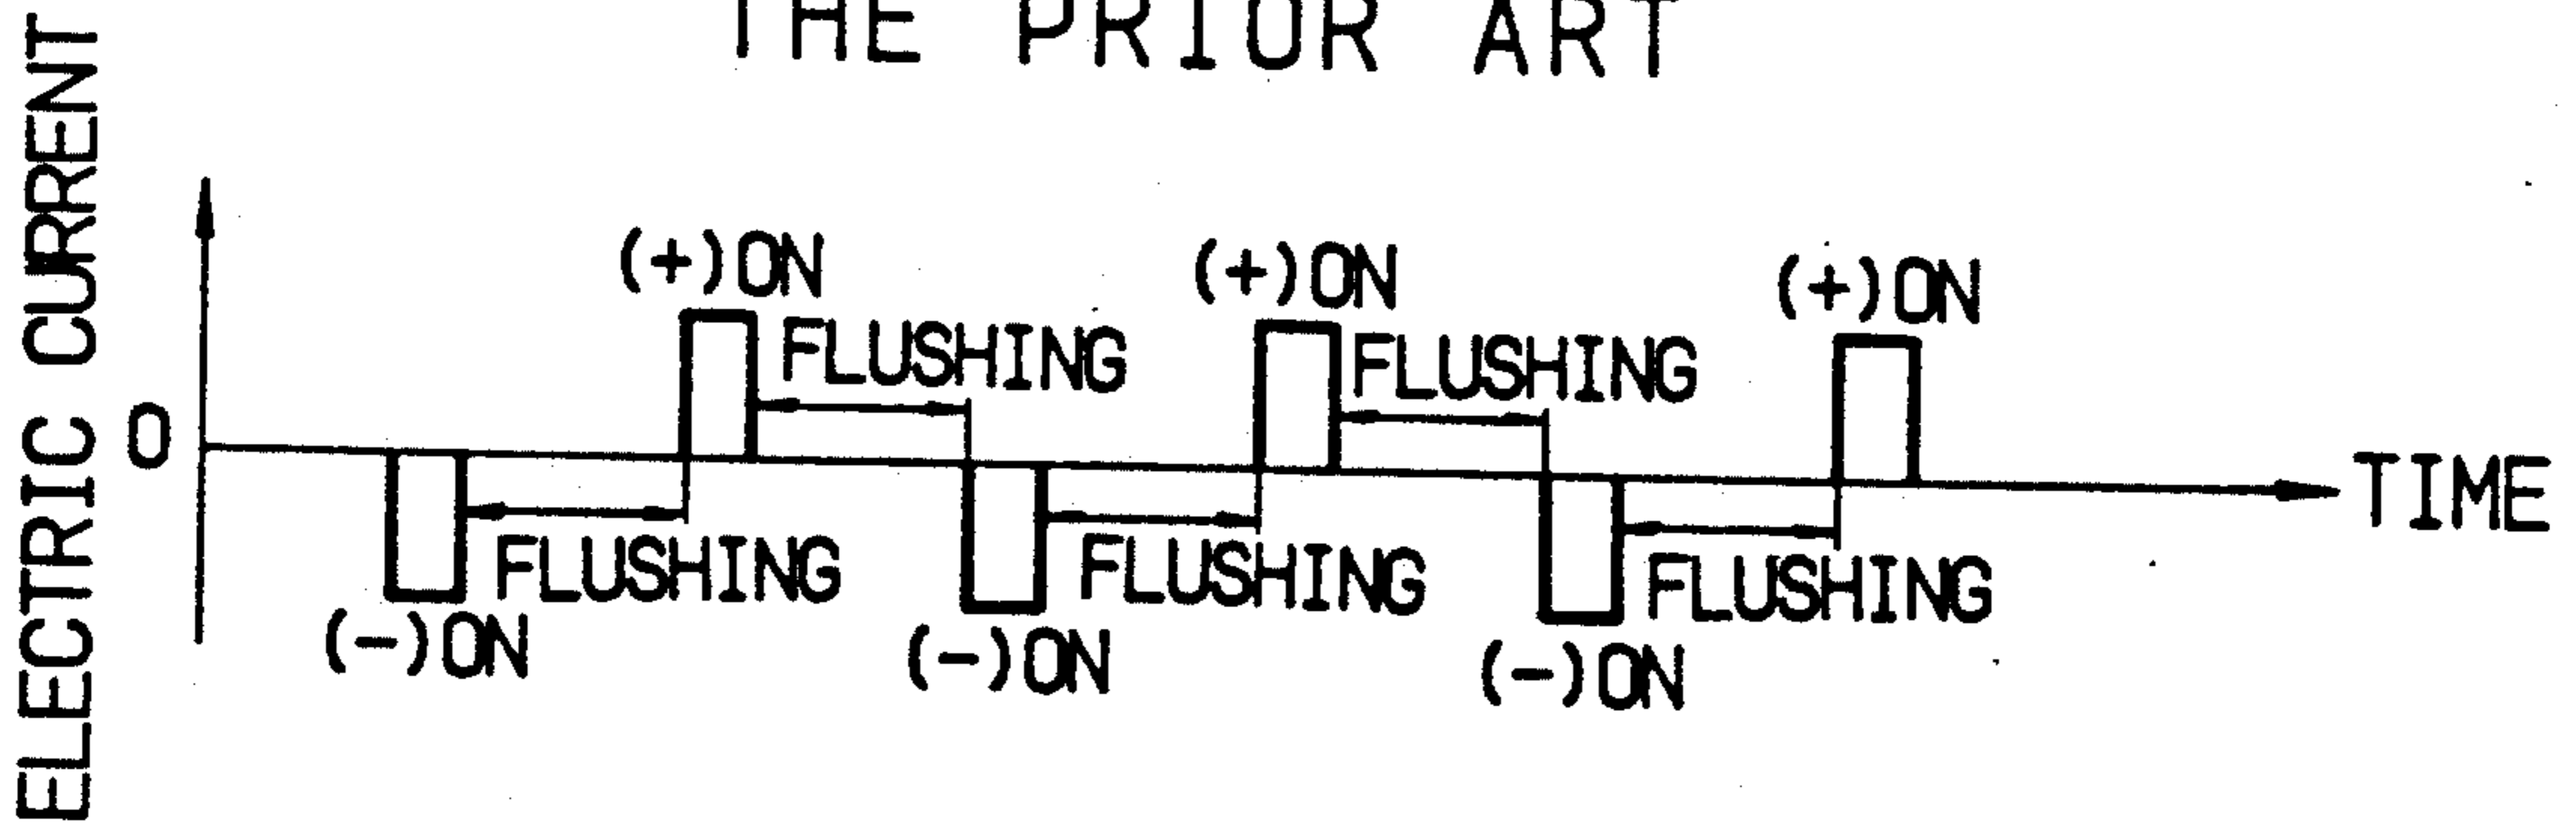 THE PRIOR ART
ELECTRIC CURRENT
(+)ON
(+)ON
(+)ON
FLUSHING
FLUSHING
0
TIME
FLUSHING
FLUSHING
FLUSHING
(-)ON
(-)ON
(-)ON